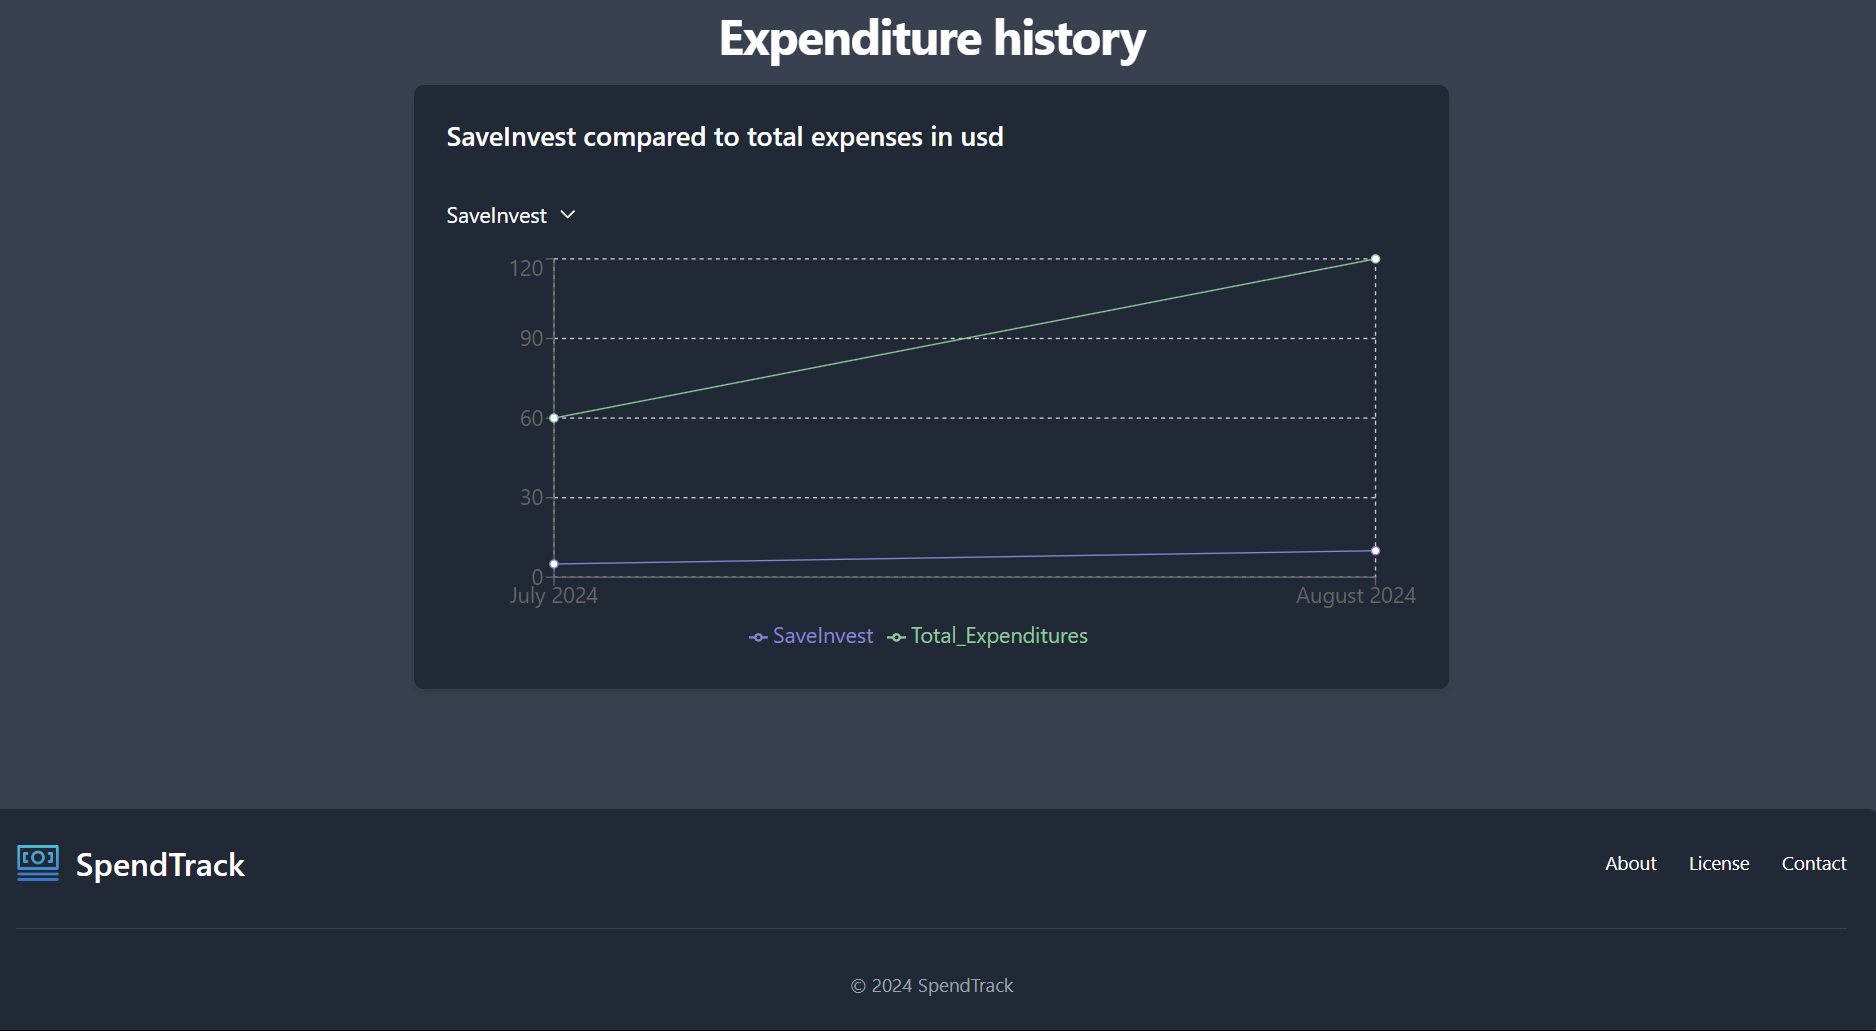 Expenditure history
SaveInvest compared to total expenses in usd
SaveInvest
120
90
60
30
0
July 2024 August 2024
SaveInvest Total_Expenditures
SpendTrack
About License Contact
© 2024 SpendTrack